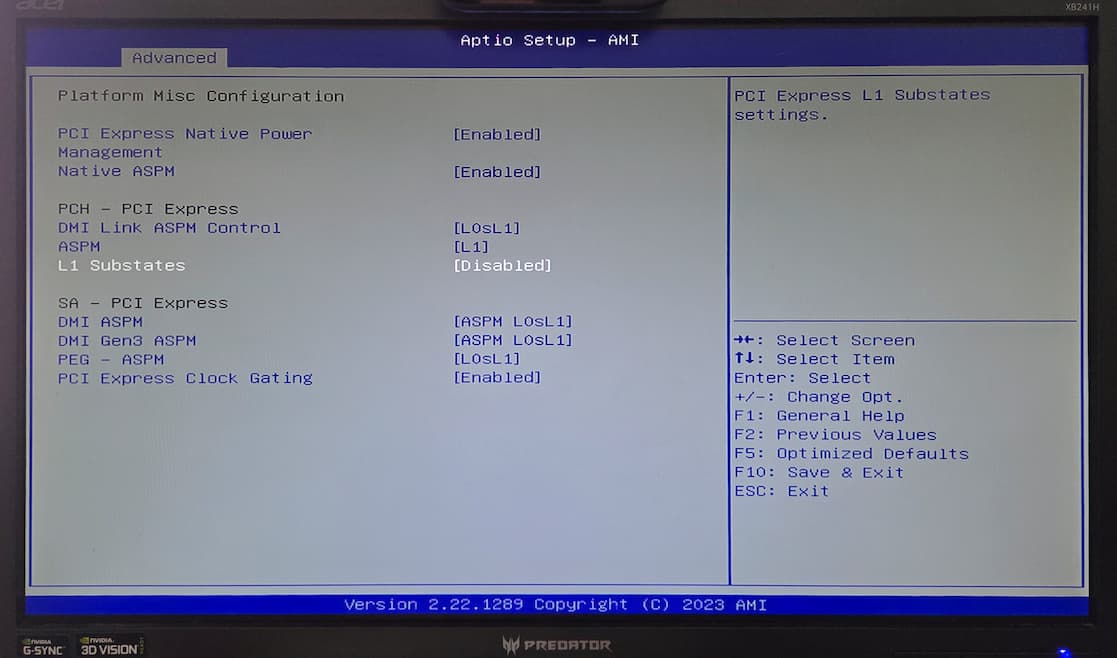 acer
XB241H
Aptio Setup - AMI
Advanced
Platform Misc Configuration
PCI Express Native Power [Enabled]
Management
Native ASPM [Enabled]
PCH - PCI Express
DMI Link ASPM Control [L0sL1]
ASPM [L1]
L1 Substates [Disabled]
SA - PCI Express
DMI ASPM [ASPM L0sL1]
DMI Gen3 ASPM [ASPM L0sL1]
PEG - ASPM [L0sL1]
PCI Express Clock Gating [Enabled]
PCI Express L1 Substates
settings.
→←: Select Screen
↑↓: Select Item
Enter: Select
+/-: Change Opt.
F1: General Help
F2: Previous Values
F5: Optimized Defaults
F10: Save & Exit
ESC: Exit
Version 2.22.1289 Copyright (C) 2023 AMI
NVIDIA G-SYNC
NVIDIA 3D VISION READY
PREDATOR